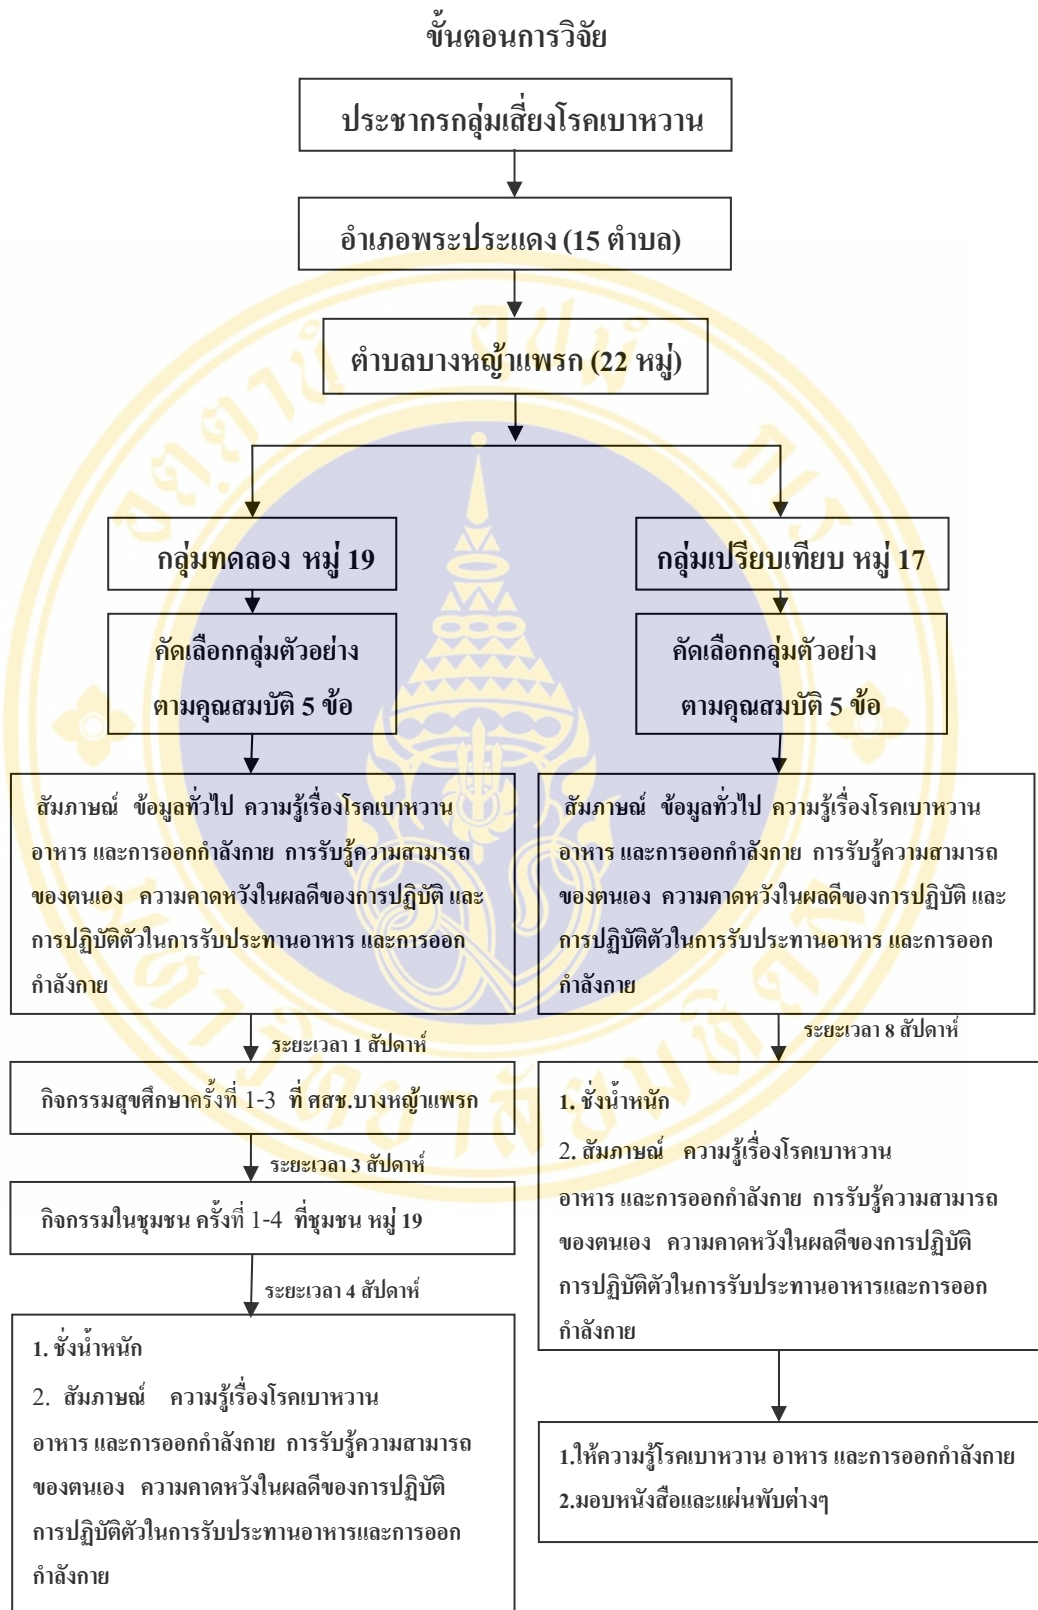 ขั้นตอนการวิจัย
ประชากรกลุ่มเสี่ยงโรคเบาหวาน
อำเภอพระประแดง (15 ตำบล)
ตำบลบางหญ้าแพรก (22 หมู่)
กลุ่มทดลอง หมู่ 19
กลุ่มเปรียบเทียบ หมู่ 17
คัดเลือกกลุ่มตัวอย่าง
ตามคุณสมบัติ 5 ข้อ
คัดเลือกกลุ่มตัวอย่าง
ตามคุณสมบัติ 5 ข้อ
สัมภาษณ์ ข้อมูลทั่วไป ความรู้เรื่องโรคเบาหวาน
อาหาร และการออกกำลังกาย การรับรู้ความสามารถ
ของตนเอง ความคาดหวังในผลดีของการปฏิบัติ และ
การปฏิบัติตัวในการรับประทานอาหาร และการออก
กำลังกาย
สัมภาษณ์ ข้อมูลทั่วไป ความรู้เรื่องโรคเบาหวาน
อาหาร และการออกกำลังกาย การรับรู้ความสามารถ
ของตนเอง ความคาดหวังในผลดีของการปฏิบัติ และ
การปฏิบัติตัวในการรับประทานอาหาร และการออก
กำลังกาย
ระยะเวลา 1 สัปดาห์
กิจกรรมสุขศึกษาครั้งที่ 1-3 ที่ ศสช.บางหญ้าแพรก
ระยะเวลา 3 สัปดาห์
กิจกรรมในชุมชน ครั้งที่ 1-4 ที่ชุมชน หมู่ 19
ระยะเวลา 4 สัปดาห์
1. ชั่งน้ำหนัก
2. สัมภาษณ์ ความรู้เรื่องโรคเบาหวาน
อาหาร และการออกกำลังกาย การรับรู้ความสามารถ
ของตนเอง ความคาดหวังในผลดีของการปฏิบัติ
การปฏิบัติตัวในการรับประทานอาหารและการออก
กำลังกาย
ระยะเวลา 8 สัปดาห์
1. ชั่งน้ำหนัก
2. สัมภาษณ์ ความรู้เรื่องโรคเบาหวาน
อาหาร และการออกกำลังกาย การรับรู้ความสามารถ
ของตนเอง ความคาดหวังในผลดีของการปฏิบัติ
การปฏิบัติตัวในการรับประทานอาหารและการออก
กำลังกาย
1.ให้ความรู้โรคเบาหวาน อาหาร และการออกกำลังกาย
2.มอบหนังสือและแผ่นพับต่างๆ
อตฺตานํ อุปมํ กเร
มหาวิทยาลัยมหิดล